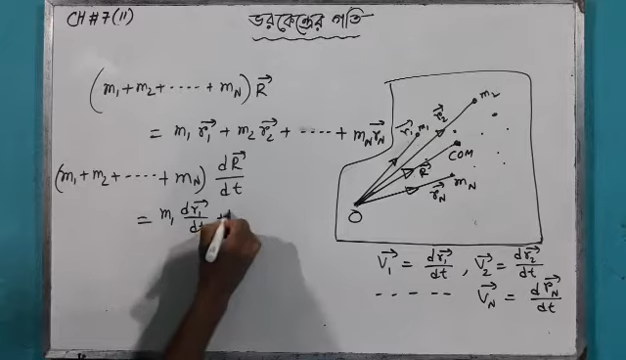 CH#7(11)
ভরকেন্দ্রের গতি
(m₁+m₂+·····+m_N) R⃗
= m₁ r⃗₁ + m₂ r⃗₂ + ····· + m_N r⃗_N
(m₁+m₂+·····+ m_N) dR⃗/dt
= m₁ dr⃗₁/dt +
m₂
r⃗₂
r⃗₁ m₁
COM
R⃗
r⃗_N m_N
O
V⃗₁ = dr⃗₁/dt , V⃗₂ = dr⃗₂/dt
- - - - - - V⃗_N = dr⃗_N/dt